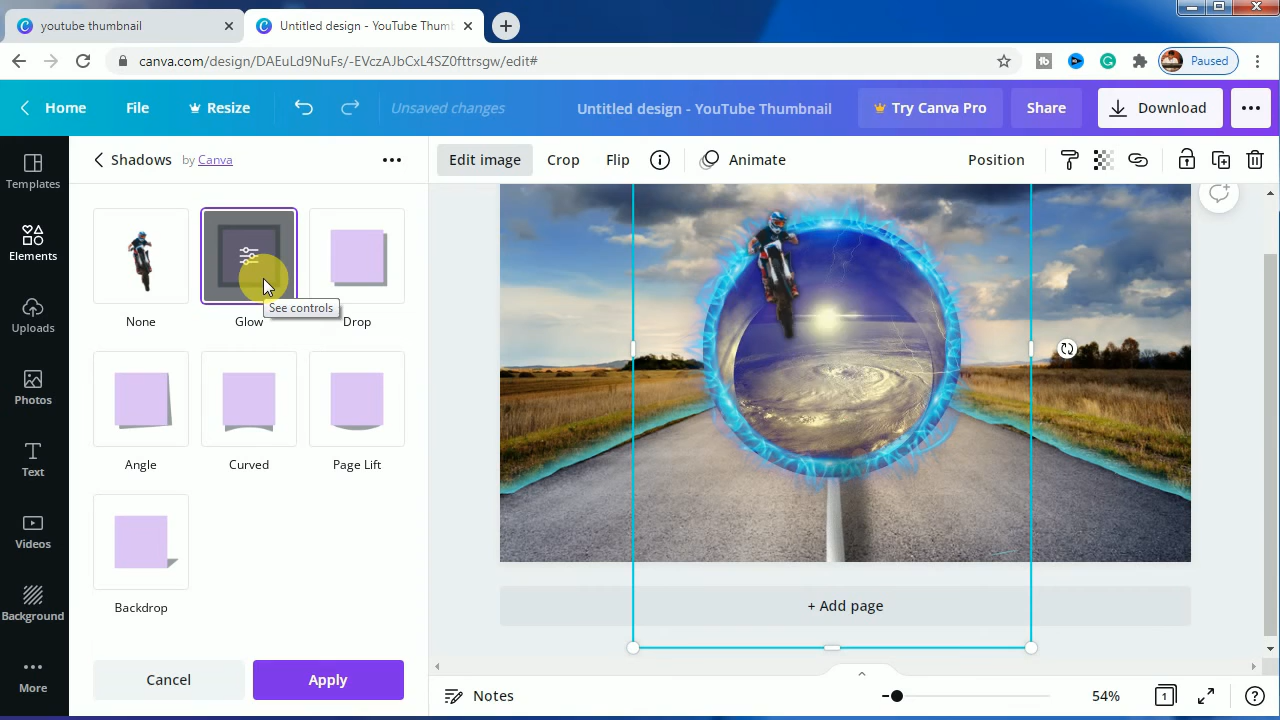 youtube thumbnail
Untitled design - YouTube Thumb
canva.com/design/DAEuLd9NuFs/-EVczAJbCxL4SZ0fnrsgw/edit#
Paused
Home
File
Resize
Unsaved changes
Untitled design - YouTube Thumbnail
Try Canva Pro
Share
Download
Templates
Elements
Uploads
Photos
Text
Videos
Background
More
Shadows by Canva
Edit image
Crop
Flip
Animate
Position
None
Glow
Drop
See controls
Angle
Curved
Page Lift
Backdrop
Cancel
Apply
+ Add page
Notes
54%
1